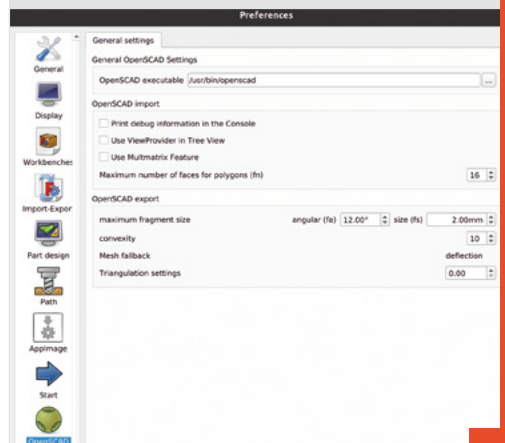 Preferences
General
Display
Workbenches
Import-Expor
Part design
Path
AppImage
Start
OpenSCAD
General settings
General OpenSCAD Settings
OpenSCAD executable /usr/bin/openscad ...
OpenSCAD import
Print debug information in the Console
Use ViewProvider in Tree View
Use Multmatrix Feature
Maximum number of faces for polygons (fn) 16
OpenSCAD export
maximum fragment size angular (fa) 12.00° size (fs) 2.00mm
convexity 10
Mesh fallback deflection
Triangulation settings 0.00